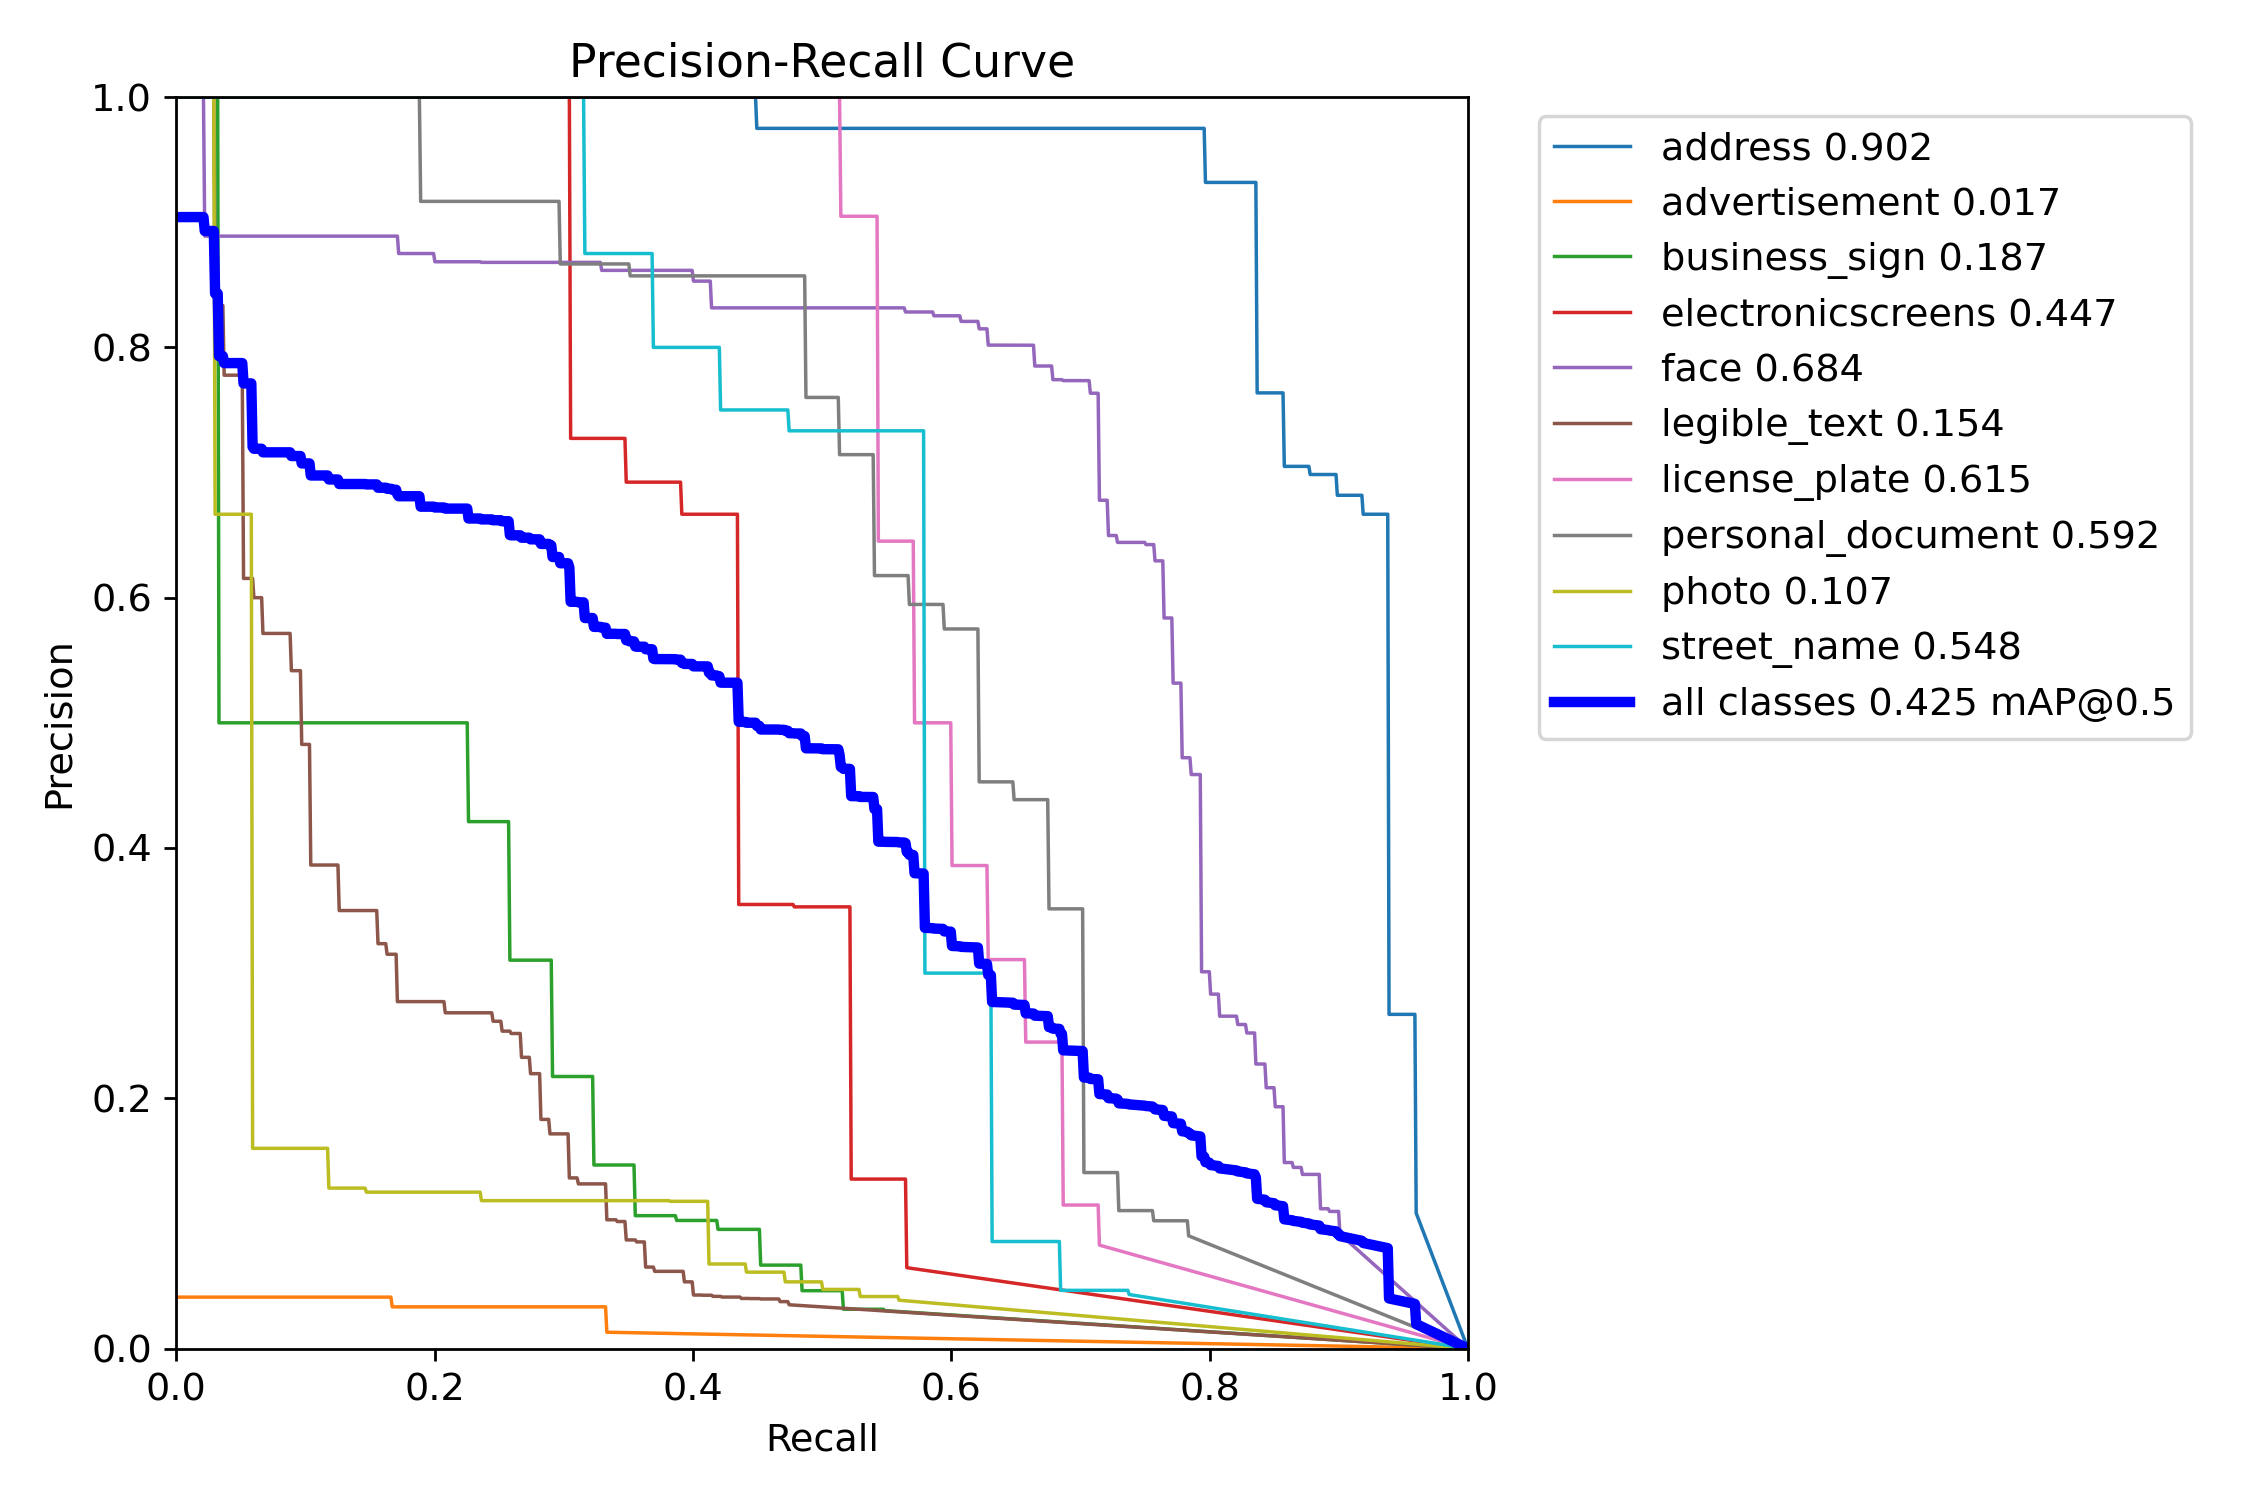 Precision-Recall Curve
1.0
0.8
0.6
0.4
0.2
0.0
Precision
0.0 0.2 0.4 0.6 0.8 1.0
Recall
address 0.902
advertisement 0.017
business_sign 0.187
electronicscreens 0.447
face 0.684
legible_text 0.154
license_plate 0.615
personal_document 0.592
photo 0.107
street_name 0.548
all classes 0.425 mAP@0.5